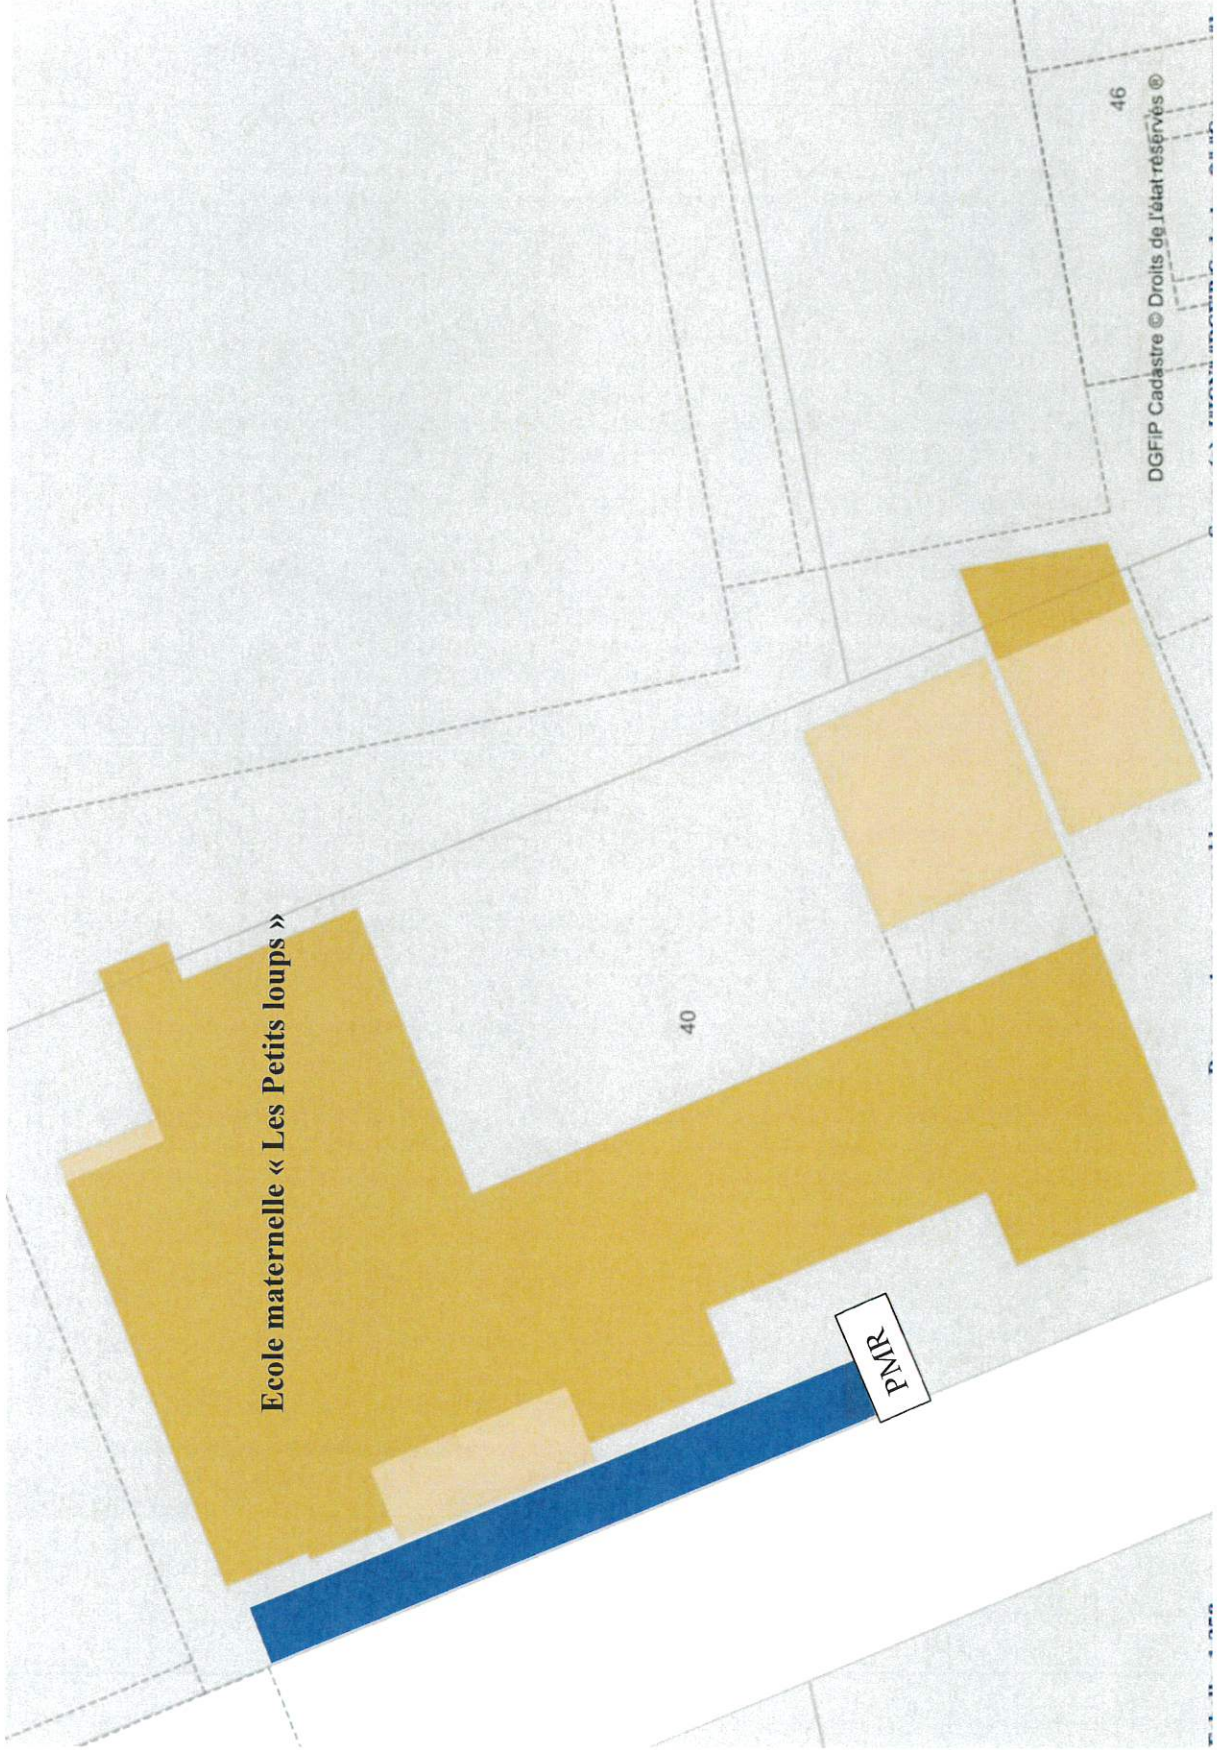 Ecole maternelle « Les Petits loups »
40
PMR
46
DGFiP Cadastre © Droits de l'état réservés ®